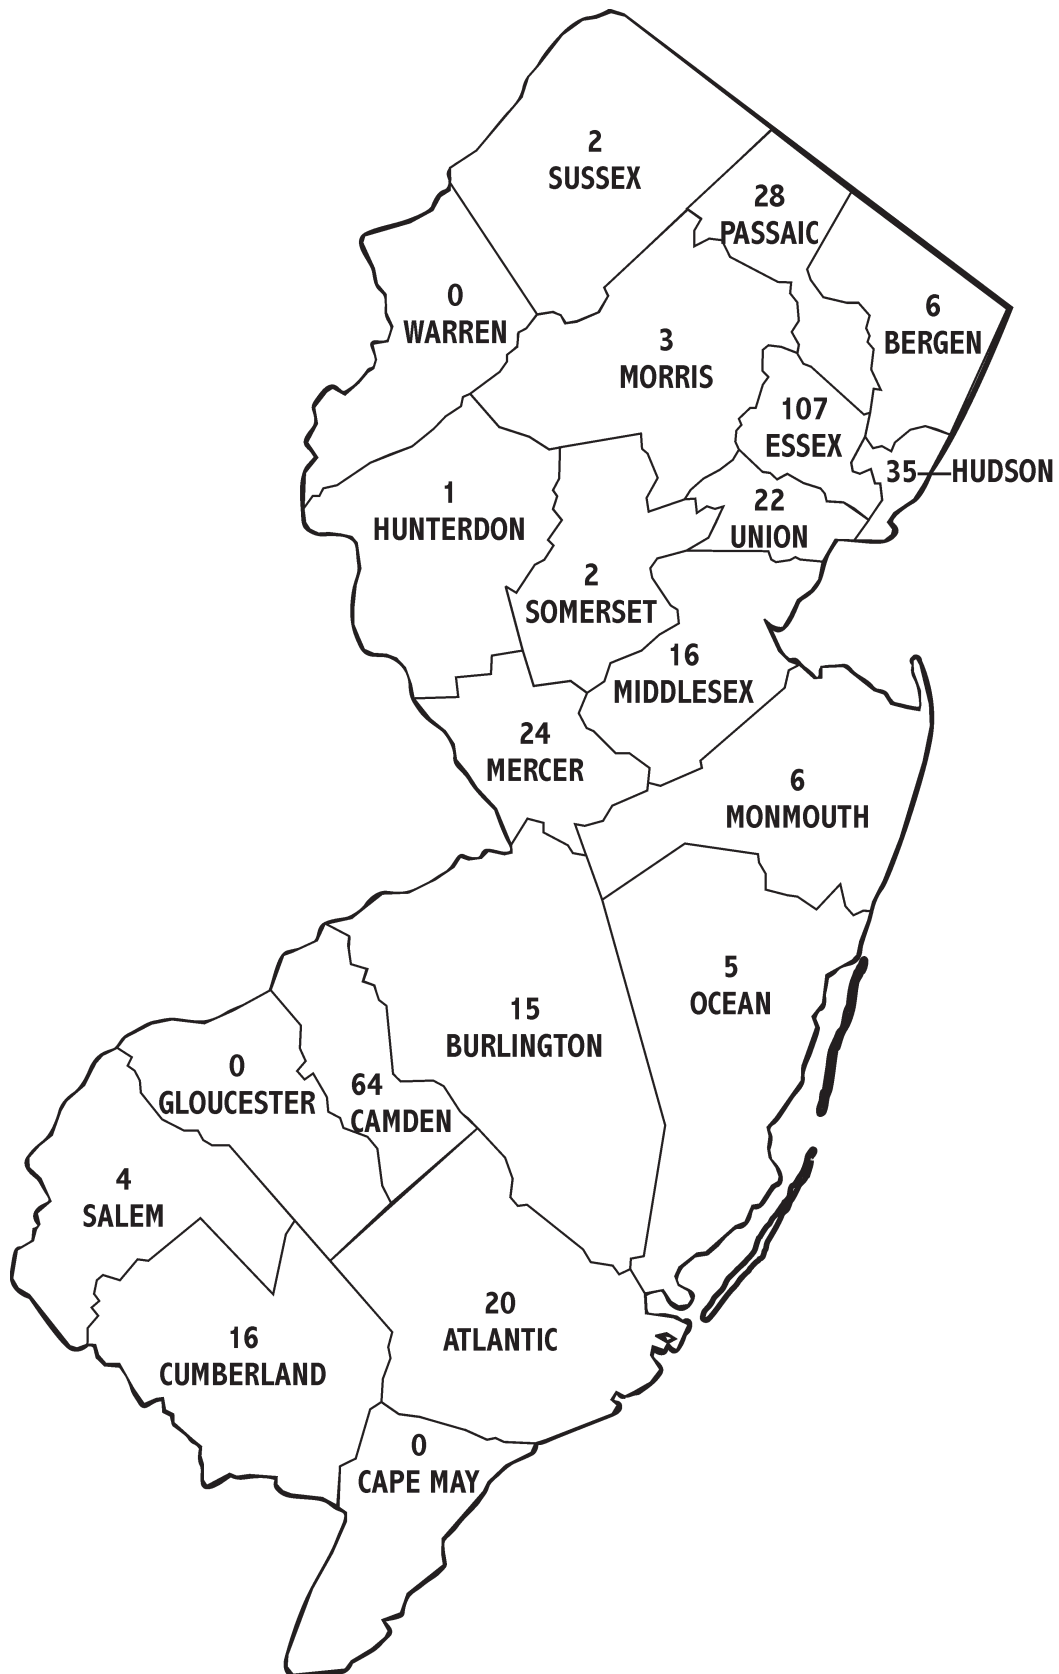 2
SUSSEX
28
PASSAIC
0
WARREN
6
BERGEN
3
MORRIS
107
ESSEX
35 HUDSON
1
HUNTERDON
22
UNION
2
SOMERSET
16
MIDDLESEX
24
MERCER
6
MONMOUTH
5
OCEAN
15
BURLINGTON
0
GLOUCESTER
64
CAMDEN
4
SALEM
20
ATLANTIC
16
CUMBERLAND
0
CAPE MAY